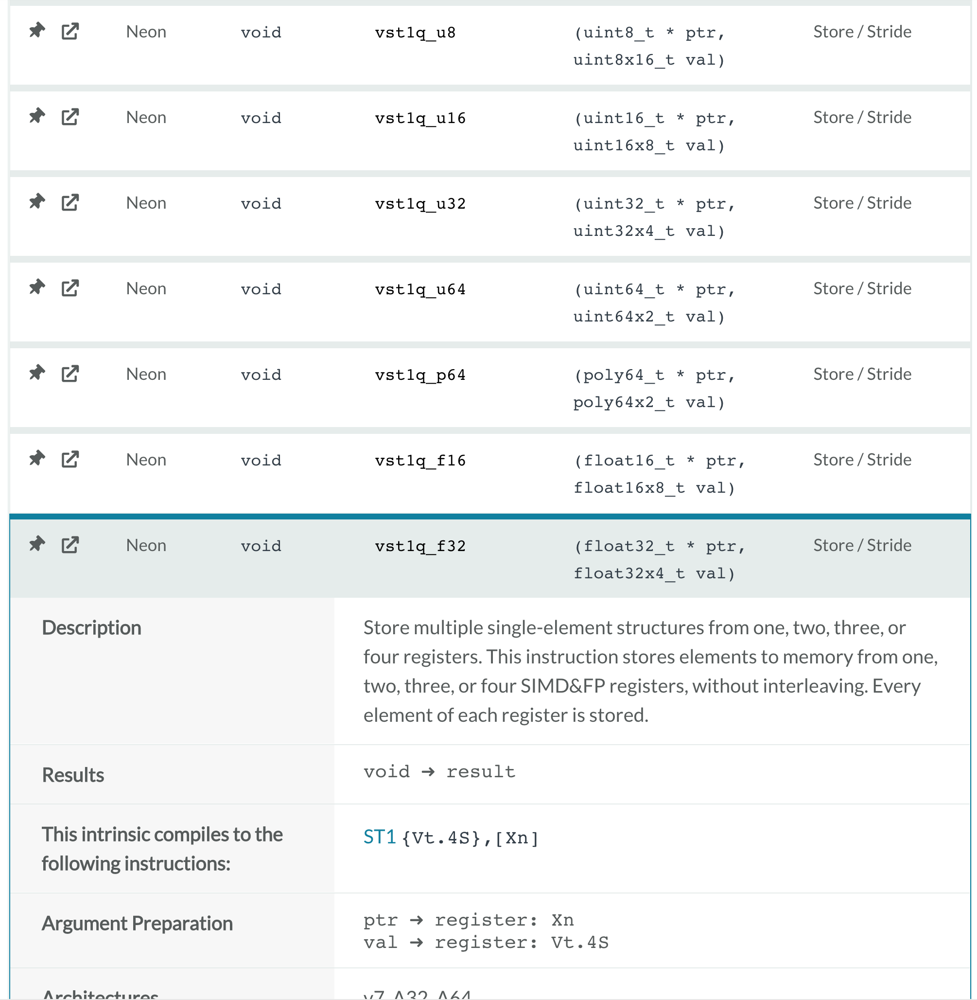 Neon void vst1q_u8 (uint8_t * ptr, Store / Stride
uint8x16_t val)
Neon void vst1q_u16 (uint16_t * ptr, Store / Stride
uint16x8_t val)
Neon void vst1q_u32 (uint32_t * ptr, Store / Stride
uint32x4_t val)
Neon void vst1q_u64 (uint64_t * ptr, Store / Stride
uint64x2_t val)
Neon void vst1q_p64 (poly64_t * ptr, Store / Stride
poly64x2_t val)
Neon void vst1q_f16 (float16_t * ptr, Store / Stride
float16x8_t val)
Neon void vst1q_f32 (float32_t * ptr, Store / Stride
float32x4_t val)
Description
Store multiple single-element structures from one, two, three, or
four registers. This instruction stores elements to memory from one,
two, three, or four SIMD&FP registers, without interleaving. Every
element of each register is stored.
Results
void → result
This intrinsic compiles to the
following instructions:
ST1 {Vt.4S},[Xn]
Argument Preparation
ptr → register: Xn
val → register: Vt.4S
Architectures
v7, A32, A64